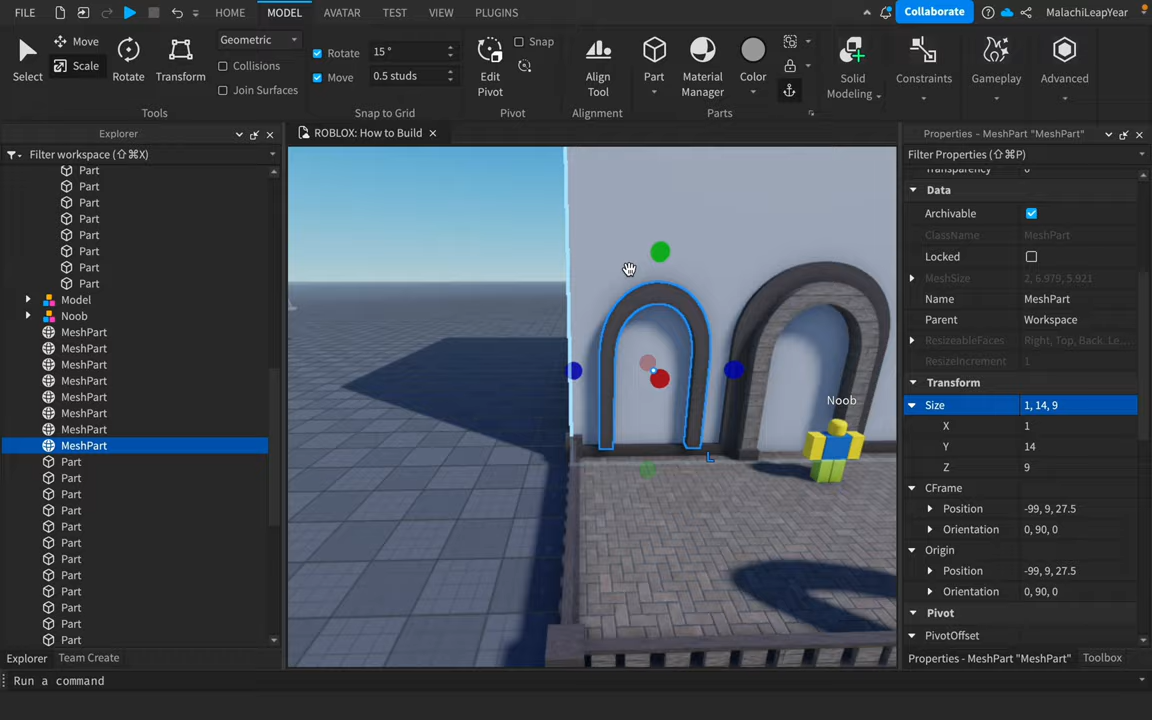 FILE HOME MODEL AVATAR TEST VIEW PLUGINS Collaborate MalachiLeapYear
Select Move Scale Rotate Transform
Geometric
Collisions
Join Surfaces
Tools
Rotate 15 °
Move 0.5 studs
Snap to Grid
Edit Pivot
Snap
Pivot
Align Tool
Alignment
Part Material Manager Color
Parts
Solid Modeling
Constraints
Gameplay
Advanced
Explorer
Filter workspace (⇧⌘X)
Part
Part
Part
Part
Part
Part
Part
Part
Model
Noob
MeshPart
MeshPart
MeshPart
MeshPart
MeshPart
MeshPart
MeshPart
MeshPart
Part
Part
Part
Part
Part
Part
Part
Part
Part
Part
Part
Part
Explorer Team Create
ROBLOX: How to Build
Noob
Properties - MeshPart "MeshPart"
Filter Properties (⇧⌘P)
Transparency 0
Data
Archivable
ClassName MeshPart
Locked
MeshSize 2, 6.979, 5.921
Name MeshPart
Parent Workspace
ResizeableFaces Right, Top, Back, Le...
ResizeIncrement 1
Transform
Size 1, 14, 9
X 1
Y 14
Z 9
CFrame
Position -99, 9, 27.5
Orientation 0, 90, 0
Origin
Position -99, 9, 27.5
Orientation 0, 90, 0
Pivot
PivotOffset
Properties - MeshPart "MeshPart" Toolbox
Run a command